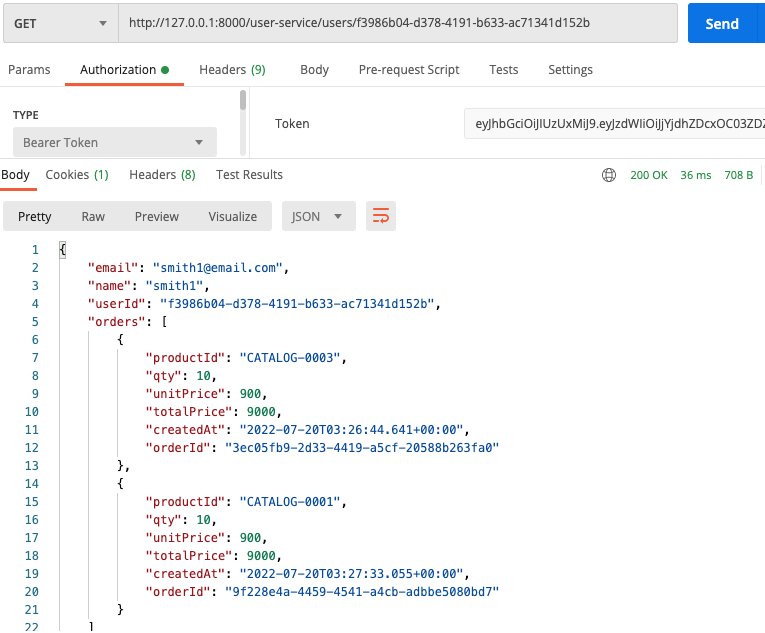 GET http://127.0.0.1:8000/user-service/users/f3986b04-d378-4191-b633-ac71341d152b Send
Params Authorization Headers (9) Body Pre-request Script Tests Settings
TYPE
Bearer Token
Token eyJhbGciOiJIUzUxMiJ9.eyJzdWIiOiJjYjdhZDcxOC03ZDZ
Body Cookies (1) Headers (8) Test Results 200 OK 36 ms 708 B
Pretty Raw Preview Visualize JSON
1 {
2 "email": "smith1@email.com",
3 "name": "smith1",
4 "userId": "f3986b04-d378-4191-b633-ac71341d152b",
5 "orders": [
6 {
7 "productId": "CATALOG-0003",
8 "qty": 10,
9 "unitPrice": 900,
10 "totalPrice": 9000,
11 "createdAt": "2022-07-20T03:26:44.641+00:00",
12 "orderId": "3ec05fb9-2d33-4419-a5cf-20588b263fa0"
13 },
14 {
15 "productId": "CATALOG-0001",
16 "qty": 10,
17 "unitPrice": 900,
18 "totalPrice": 9000,
19 "createdAt": "2022-07-20T03:27:33.055+00:00",
20 "orderId": "9f228e4a-4459-4541-a4cb-adbbe5080bd7"
21 }
22 ]